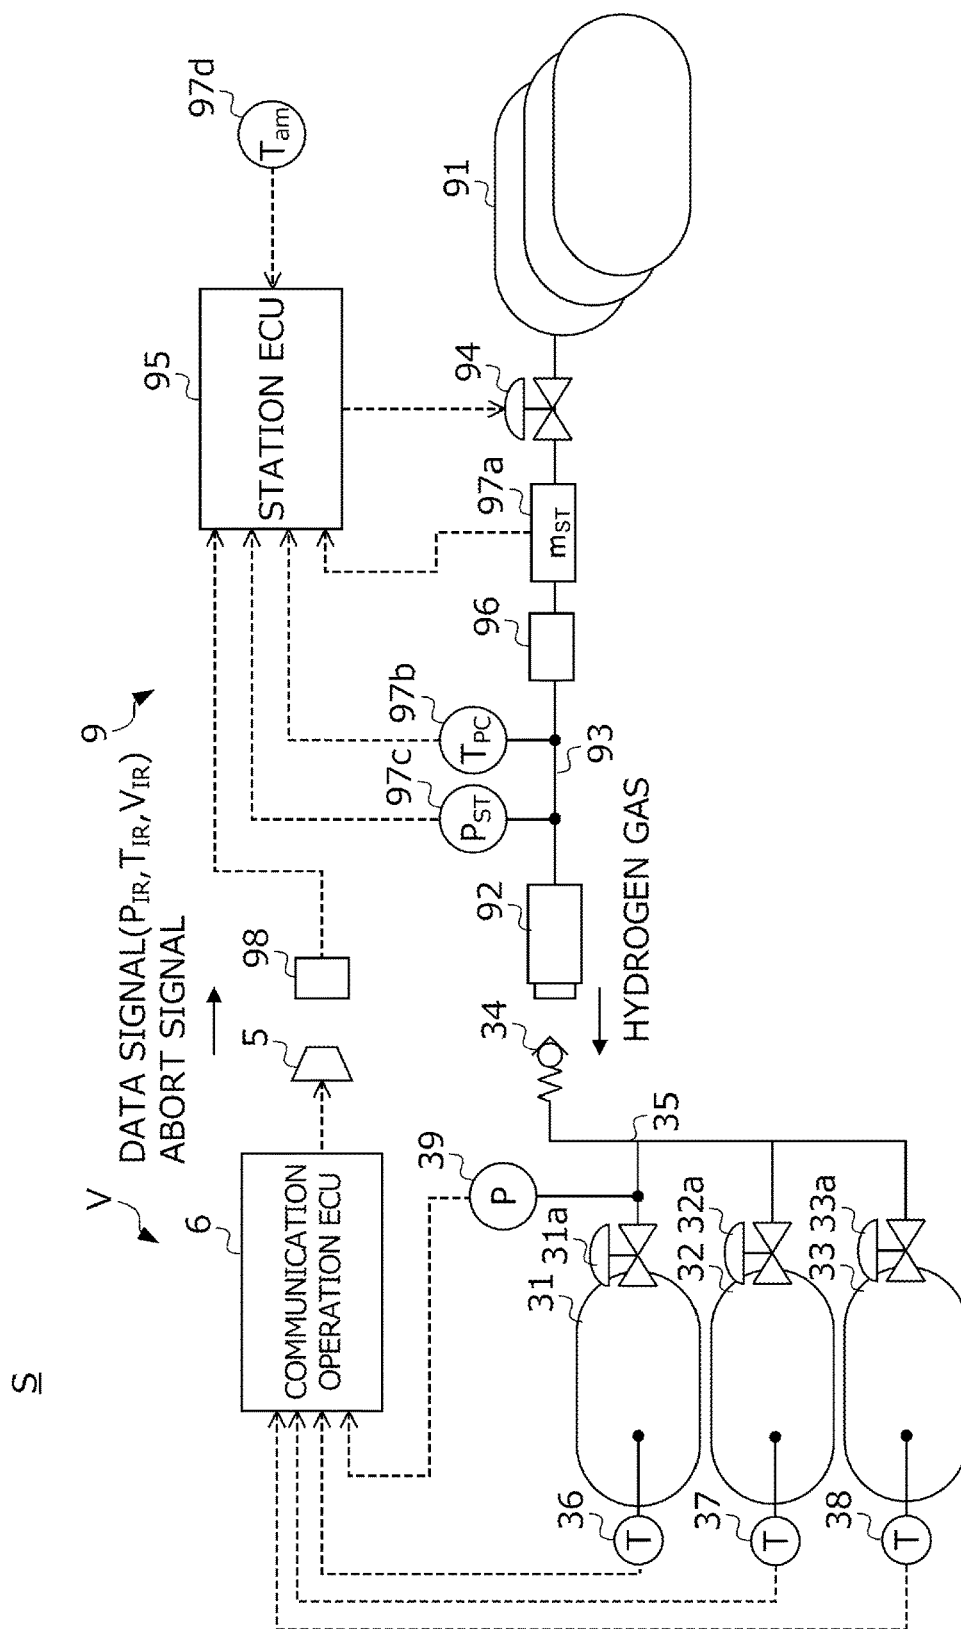 S
V
9
DATA SIGNAL(P_IR, T_IR, V_IR)
ABORT SIGNAL
6
COMMUNICATION
OPERATION ECU
5
98
95
STATION ECU
97d
T_am
39
P
34
92
97c
P_ST
97b
T_PC
96
97a
m_ST
94
91
HYDROGEN GAS
93
35
36
T
31
31a
37
T
32
32a
38
T
33
33a